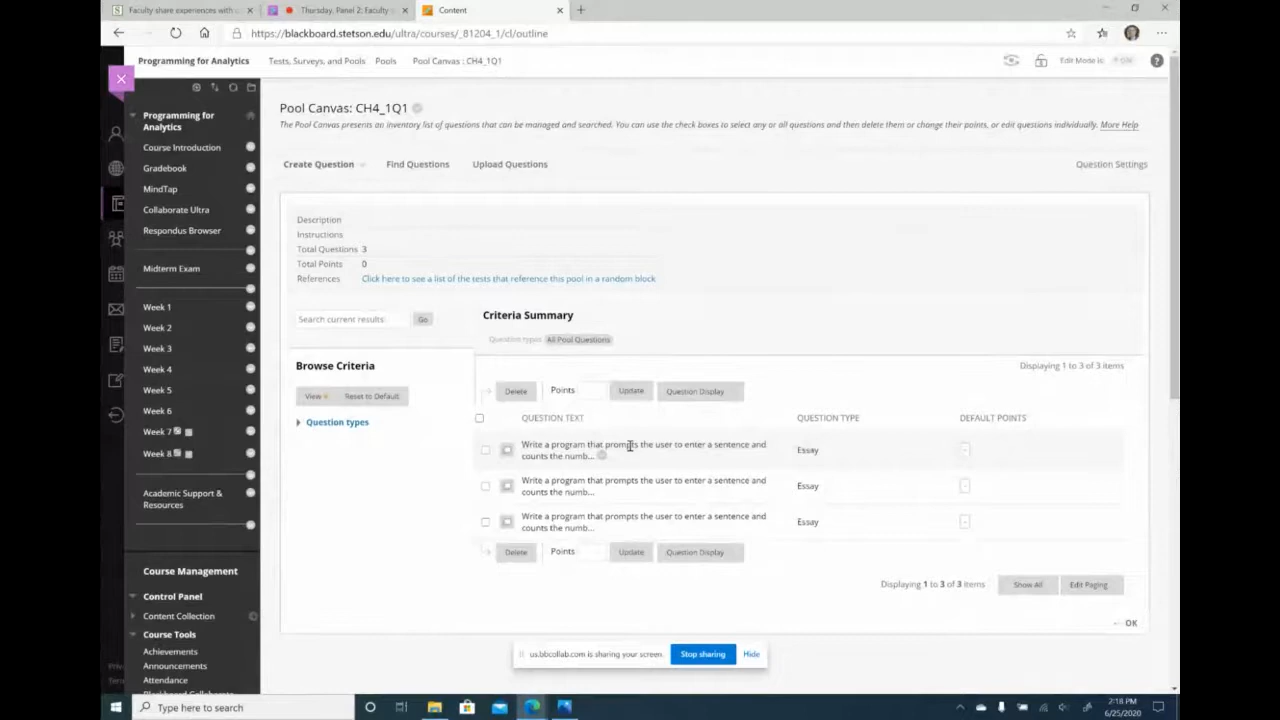 Faculty share experiences with
Thursday, Panel 2: Faculty
Content
https://blackboard.stetson.edu/ultra/courses/_81204_1/cl/outline
Programming for Analytics
Tests, Surveys, and Pools
Pools
Pool Canvas : CH4_1Q1
Edit Mode is:
ON
Programming for
Analytics
Course Introduction
Gradebook
MindTap
Collaborate Ultra
Respondus Browser
Midterm Exam
Week 1
Week 2
Week 3
Week 4
Week 5
Week 6
Week 7
Week 8
Academic Support &
Resources
Course Management
Control Panel
Content Collection
Course Tools
Achievements
Announcements
Attendance
Pool Canvas: CH4_1Q1
The Pool Canvas presents an inventory list of questions that can be managed and searched. You can use the check boxes to select any or all questions and then delete them or change their points, or edit questions individually. More Help
Create Question
Find Questions
Upload Questions
Question Settings
Description
Instructions
Total Questions 3
Total Points 0
References Click here to see a list of the tests that reference this pool in a random block
Search current results:
Go
Criteria Summary
Question types: All Pool Questions
Browse Criteria
Displaying 1 to 3 of 3 items
View
Reset to Default
Question types
Delete
Points
Update
Question Display
QUESTION TEXT
QUESTION TYPE
DEFAULT POINTS
Write a program that prompts the user to enter a sentence and
counts the numb...
Essay
-
Write a program that prompts the user to enter a sentence and
counts the numb...
Essay
-
Write a program that prompts the user to enter a sentence and
counts the numb...
Essay
-
Delete
Points
Update
Question Display
Displaying 1 to 3 of 3 items
Show All
Edit Paging
OK
us.bbcollab.com is sharing your screen.
Stop sharing
Hide
Type here to search
2:18 PM
6/25/2020